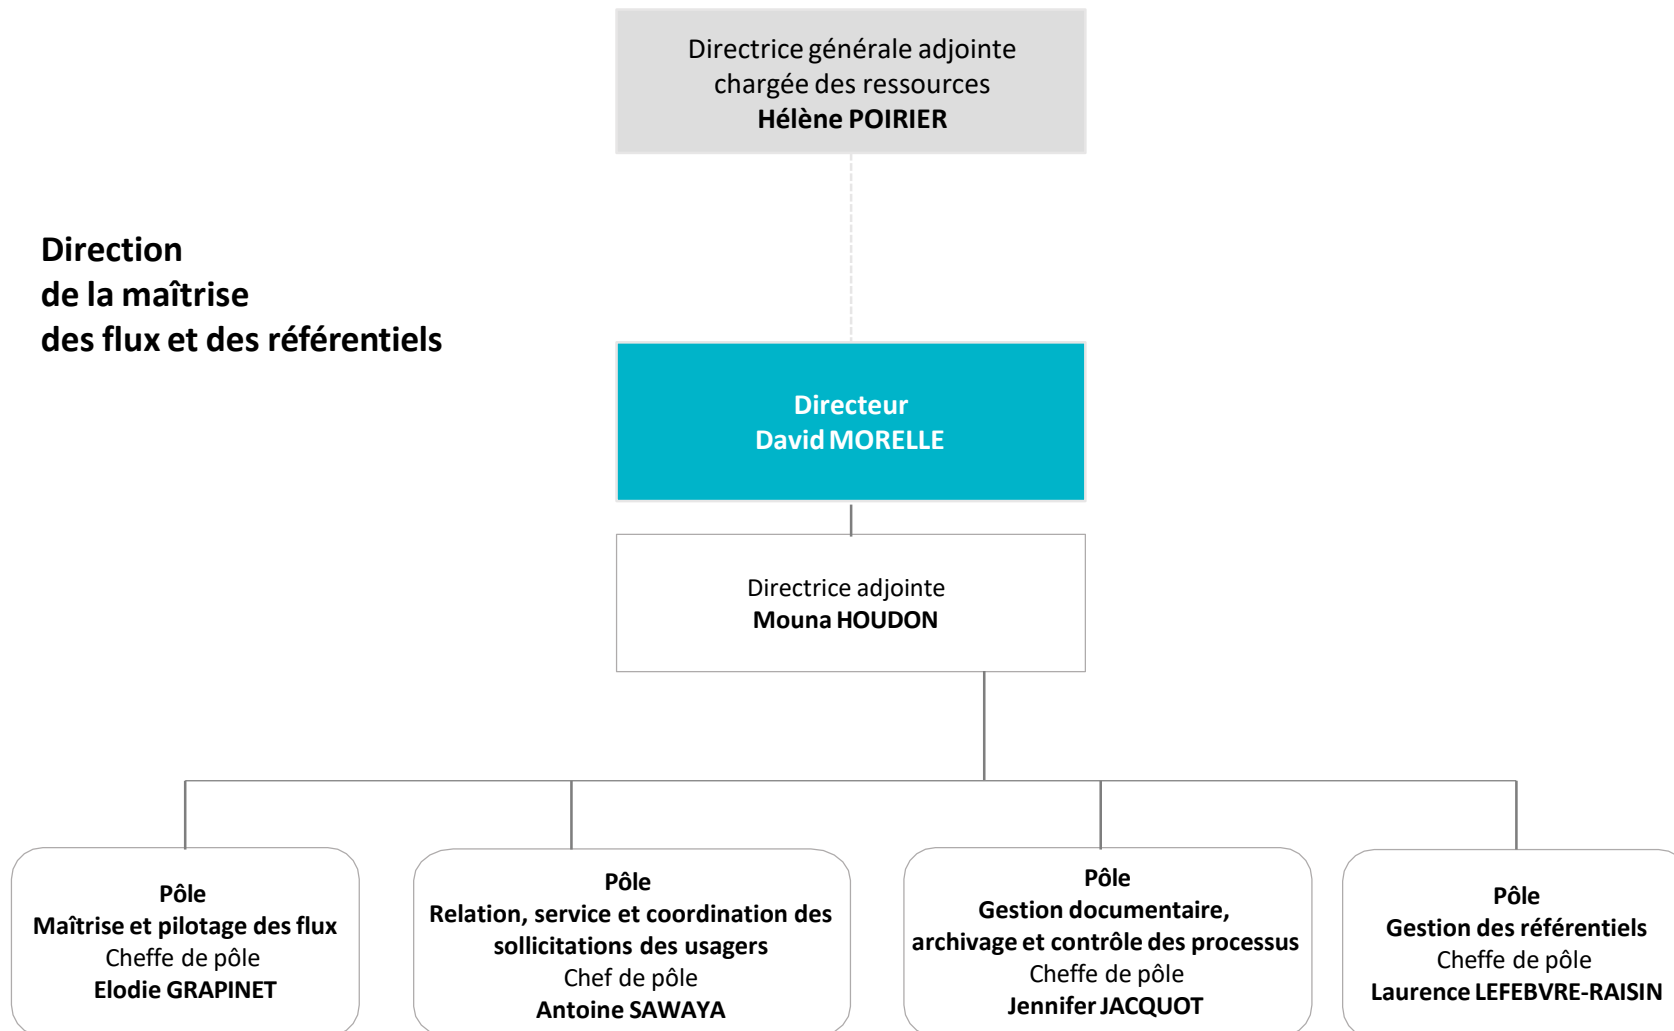 Directrice générale adjointe
chargée des ressources
Hélène POIRIER
Direction
de la maîtrise
des flux et des référentiels
Directeur
David MORELLE
Directrice adjointe
Mouna HOUDON
Pôle
Maîtrise et pilotage des flux
Cheffe de pôle
Elodie GRAPINET
Pôle
Relation, service et coordination des
sollicitations des usagers
Chef de pôle
Antoine SAWAYA
Pôle
Gestion documentaire,
archivage et contrôle des processus
Cheffe de pôle
Jennifer JACQUOT
Pôle
Gestion des référentiels
Cheffe de pôle
Laurence LEFEBVRE-RAISIN